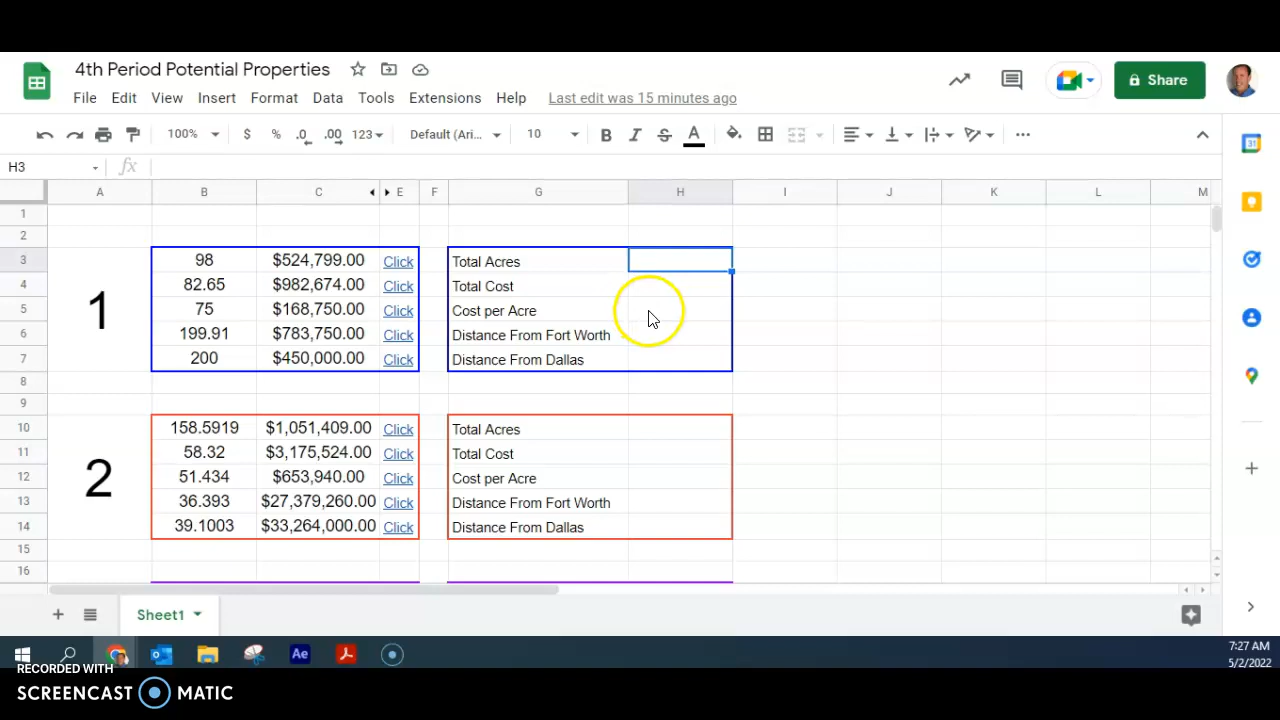 4th Period Potential Properties
Share
File Edit View Insert Format Data Tools Extensions Help Last edit was 15 minutes ago
100% $ % .0 .00 123 Default (Ari... 10 B I S A
H3 fx
A B C E F G H I J K L M
1
2
3 98 $524,799.00 Click Total Acres
4 82.65 $982,674.00 Click Total Cost
1
5 75 $168,750.00 Click Cost per Acre
6 199.91 $783,750.00 Click Distance From Fort Worth
7 200 $450,000.00 Click Distance From Dallas
8
9
10 158.5919 $1,051,409.00 Click Total Acres
11 58.32 $3,175,524.00 Click Total Cost
2
12 51.434 $653,940.00 Click Cost per Acre
13 36.393 $27,379,260.00 Click Distance From Fort Worth
14 39.1003 $33,264,000.00 Click Distance From Dallas
15
16
Sheet1
Ae
7:27 AM
5/2/2022
RECORDED WITH
SCREENCAST MATIC